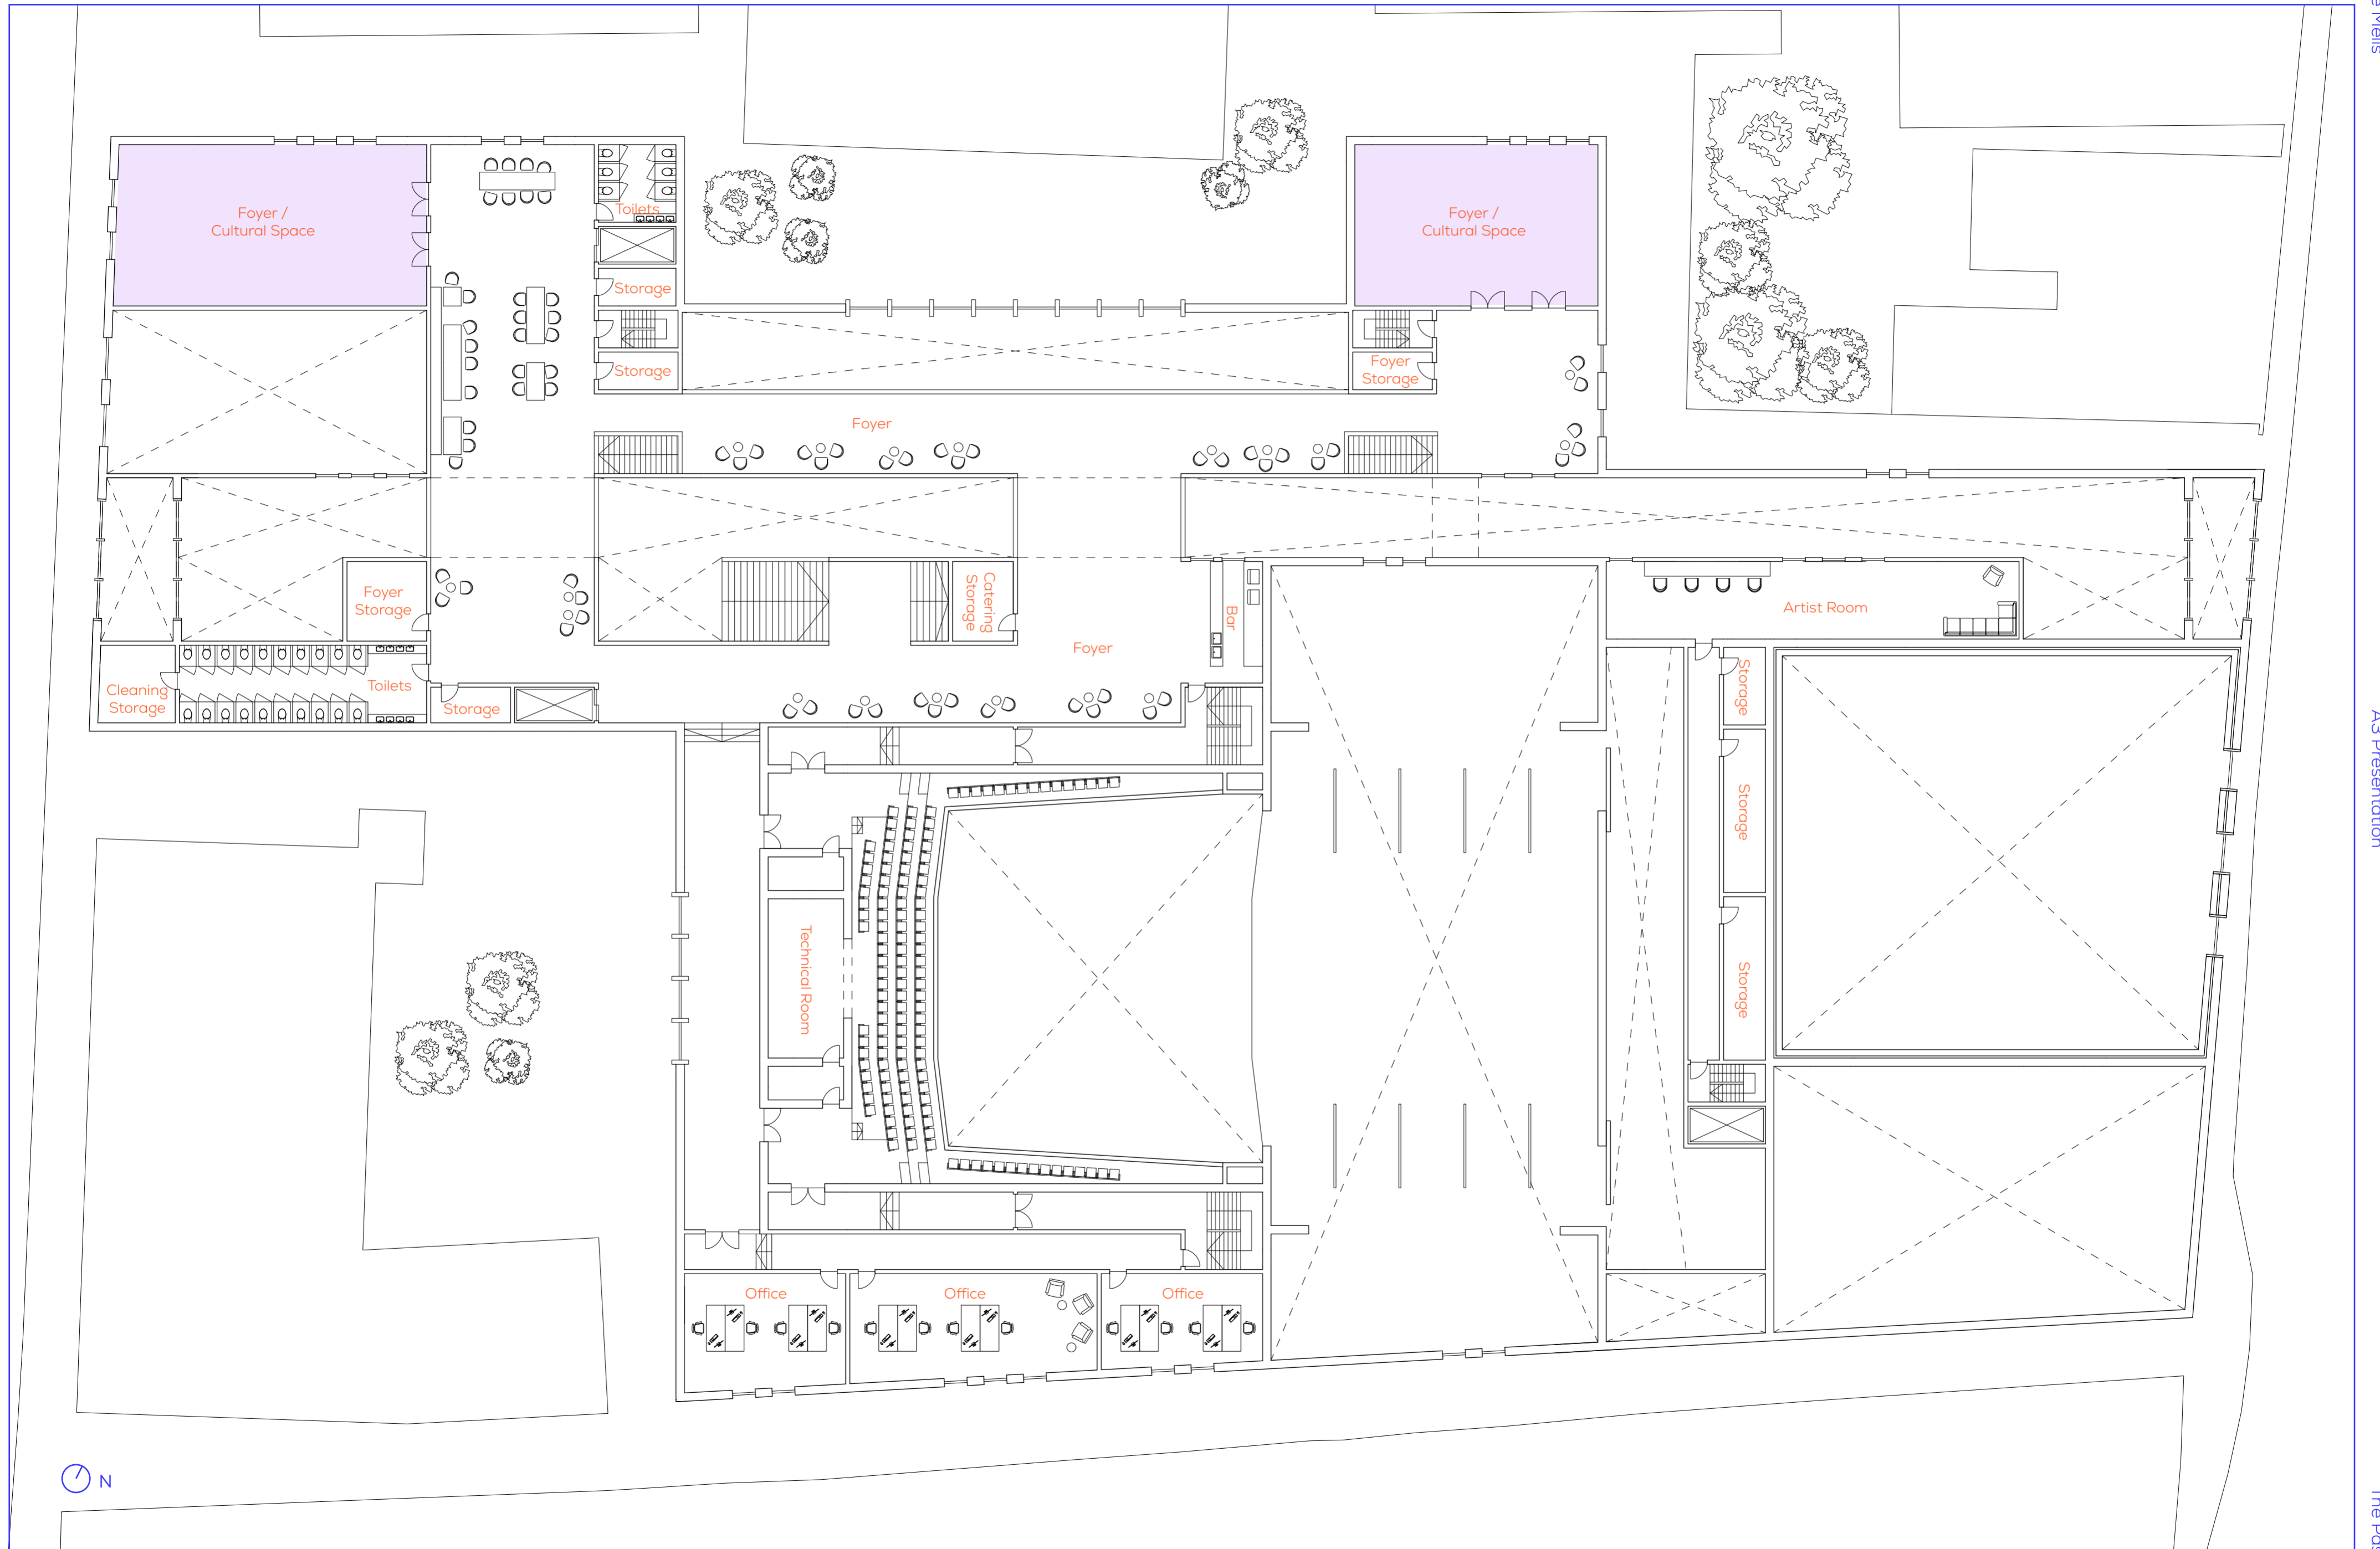 Foyer /
Cultural Space
Toilets
Foyer /
Cultural Space
Storage
Storage
Foyer
Storage
Foyer
Foyer
Storage
Catering
Storage
Bar
Artist Room
Foyer
Cleaning
Storage
Toilets
Storage
Storage
Storage
Storage
Technical Room
Office
Office
Office
N
A3 Presentation